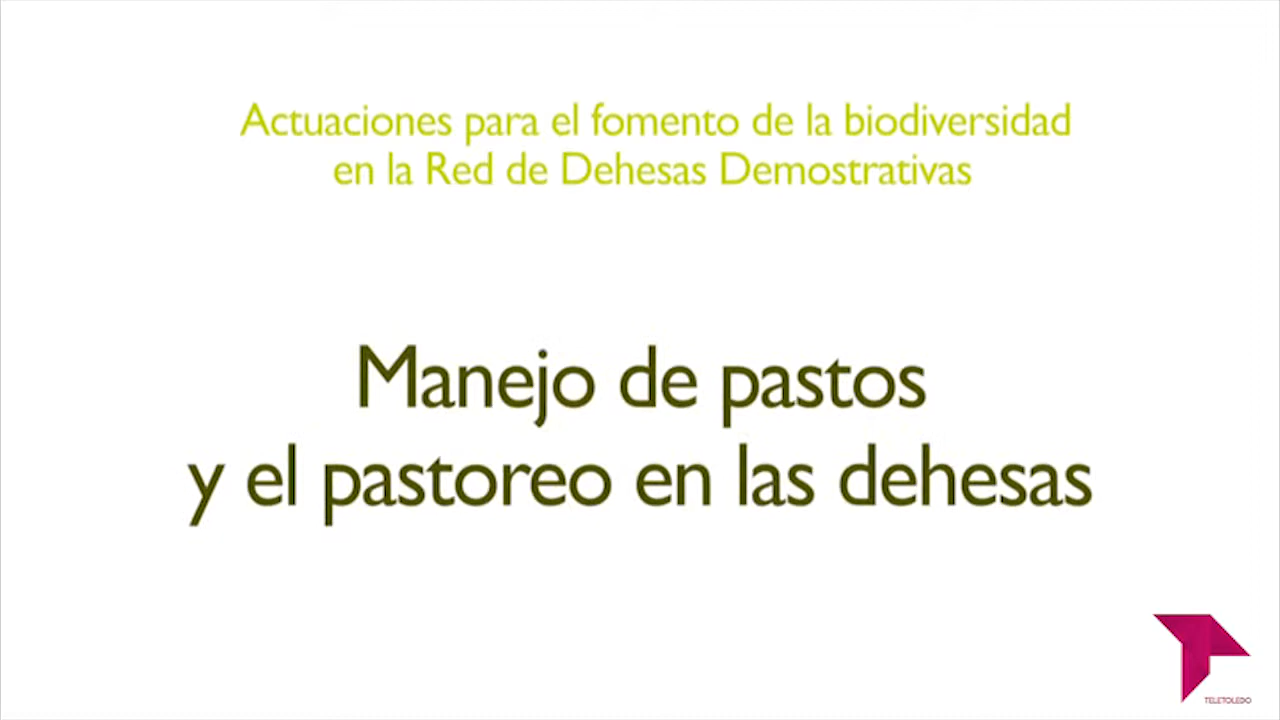 Actuaciones para el fomento de la biodiversidad
en la Red de Dehesas Demostrativas
Manejo de pastos
y el pastoreo en las dehesas
TELETOLEDO